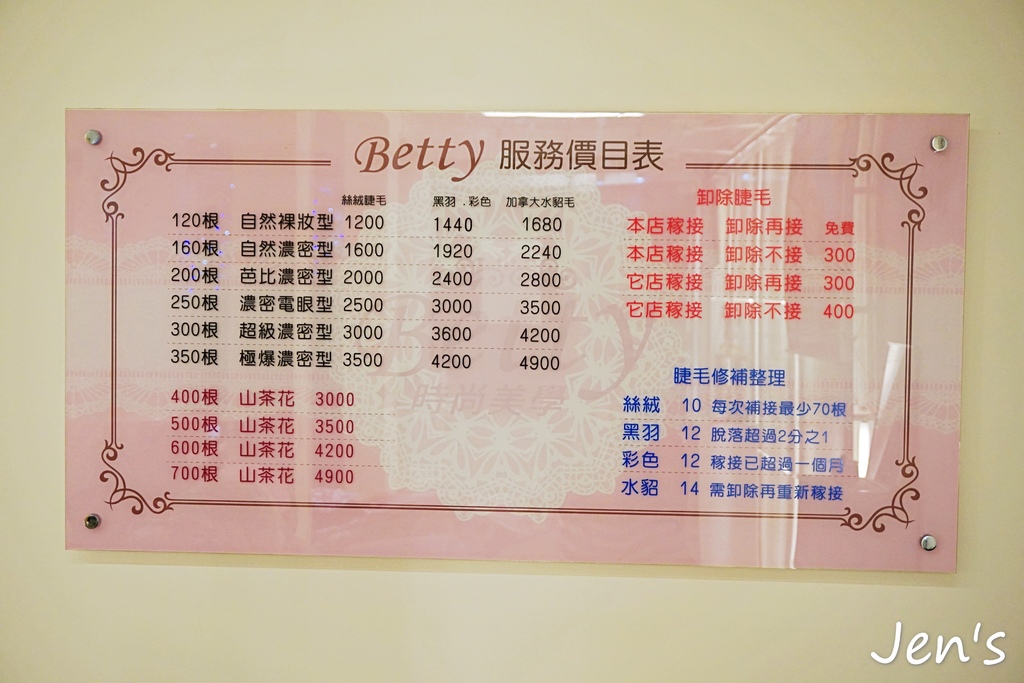 Betty 服務價目表
絲絨睫毛 黑羽.彩色 加拿大水貂毛
120根 自然裸妝型 1200 1440 1680
160根 自然濃密型 1600 1920 2240
200根 芭比濃密型 2000 2400 2800
250根 濃密電眼型 2500 3000 3500
300根 超級濃密型 3000 3600 4200
350根 極爆濃密型 3500 4200 4900
400根 山茶花 3000
500根 山茶花 3500
600根 山茶花 4200
700根 山茶花 4900
卸除睫毛
本店稼接 卸除再接 免費
本店稼接 卸除不接 300
它店稼接 卸除再接 300
它店稼接 卸除不接 400
睫毛修補整理
絲絨 10 每次補接最少70根
黑羽 12 脫落超過2分之1
彩色 12 稼接已超過一個月
水貂 14 需卸除再重新稼接
Betty
時尚美學
Jen's